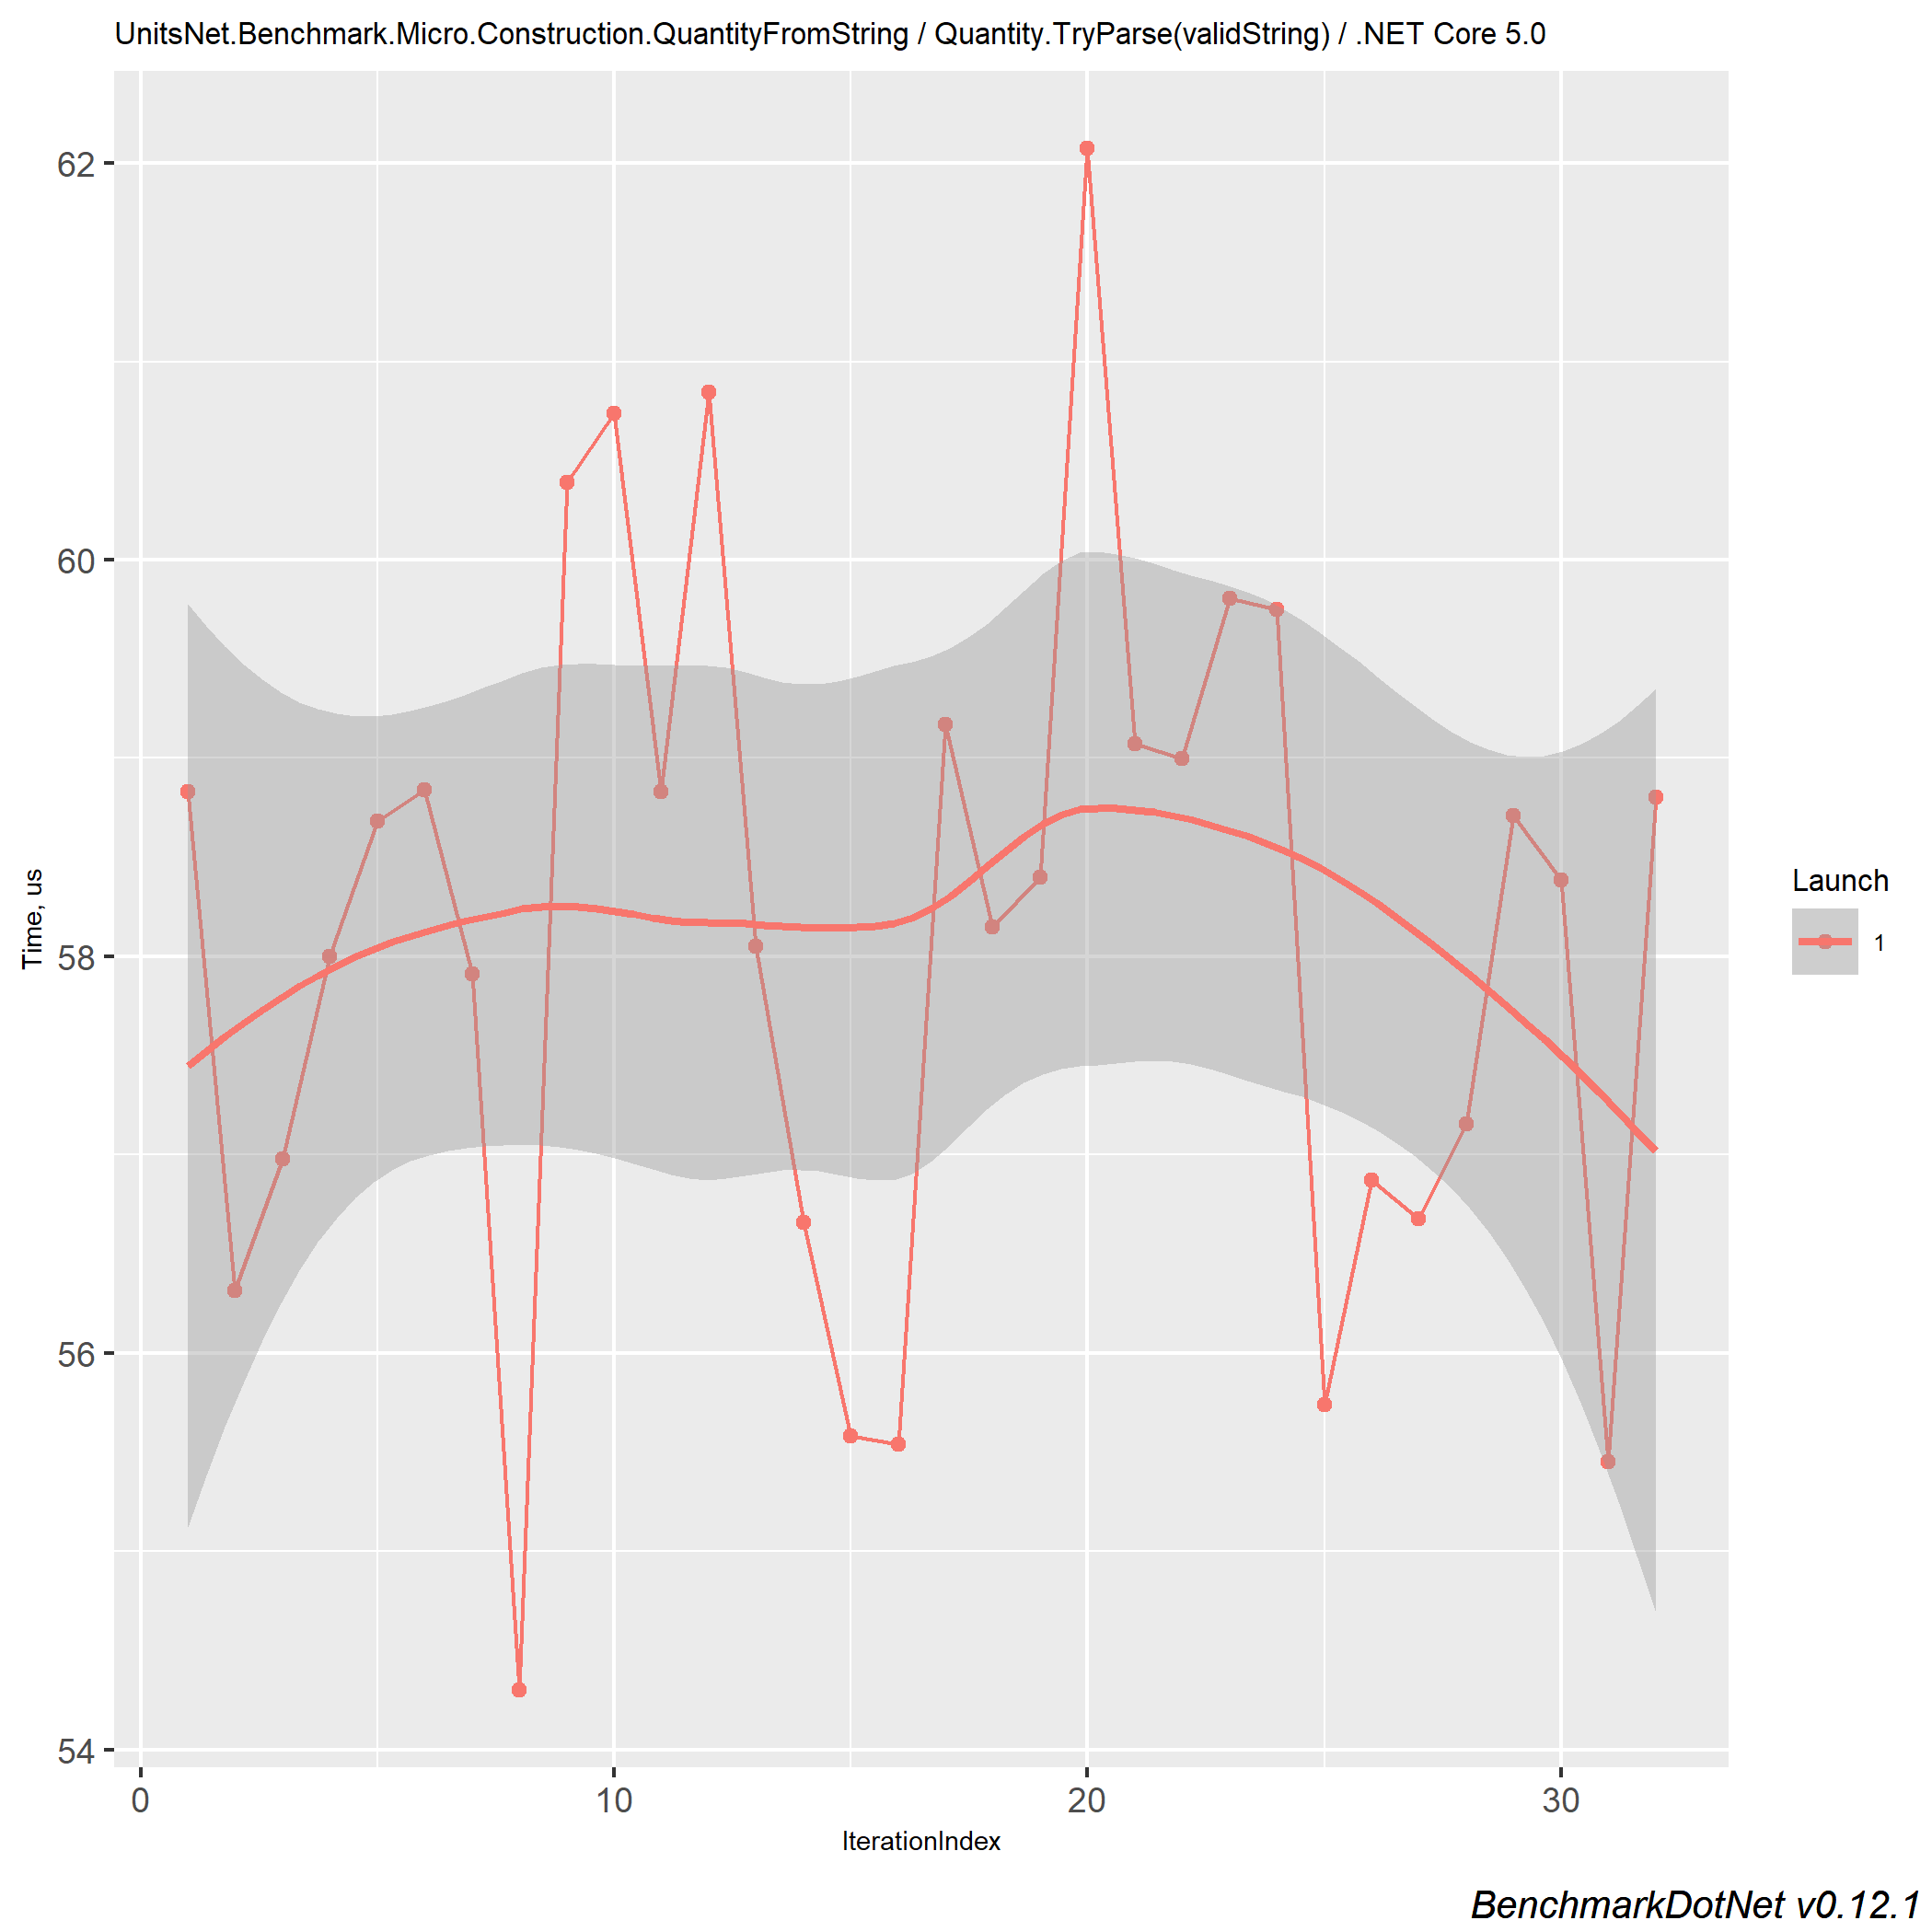 UnitsNet.Benchmark.Micro.Construction.QuantityFromString / Quantity.TryParse(validString) / .NET Core 5.0
62
60
58
56
54
Time, us
0 10 20 30
IterationIndex
Launch
1
BenchmarkDotNet v0.12.1